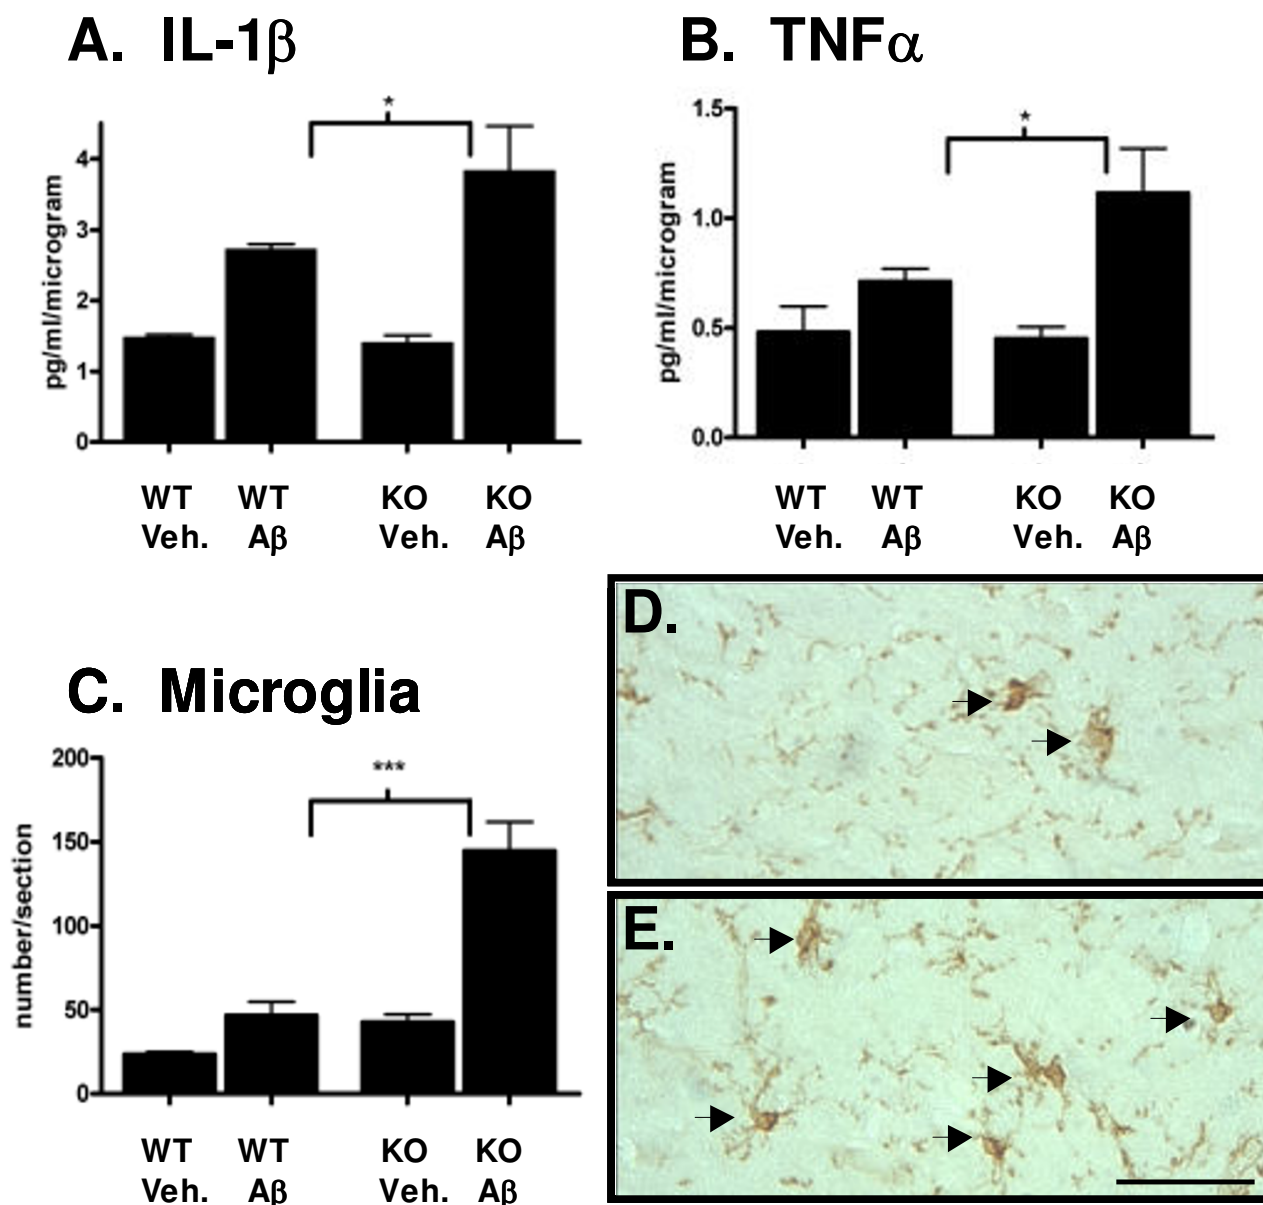 A. IL-1β
*
4
3
2
1
0
pg/ml/microgram
WT WT KO KO
Veh. Aβ Veh. Aβ
B. TNFα
*
1.5
1.0
0.5
0.0
pg/ml/microgram
WT WT KO KO
Veh. Aβ Veh. Aβ
C. Microglia
***
200
150
100
50
0
number/section
WT WT KO KO
Veh. Aβ Veh. Aβ
D.
E.